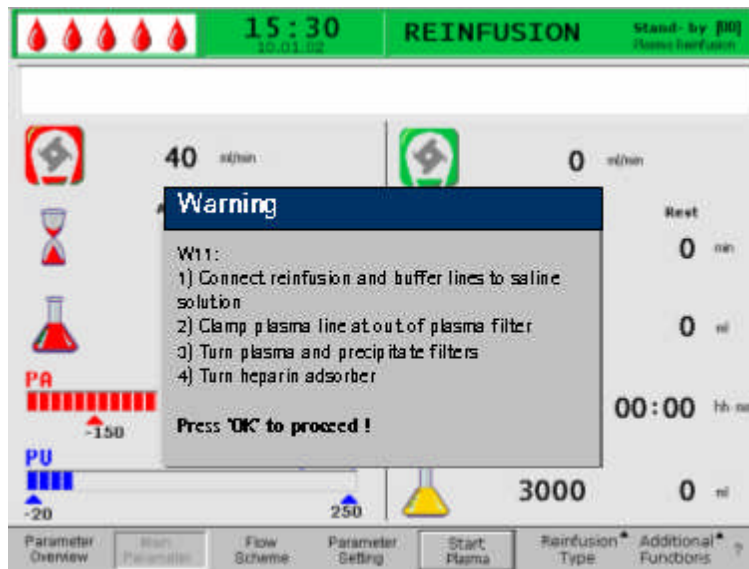 15:30
10.01.02
REINFUSION
Stand-by [00]
Plasma Reinfusion
40 ml/min
0 ml/min
Warning
Rest
W11:
1) Connect reinfusion and buffer lines to saline
solution
2) Clamp plasma line at out of plasma filter
3) Turn plasma and precipitate filters
4) Turn heparin adsorber
Press "OK" to proceed !
0 min
0 ml
PA
-150
00:00
PV
-20
250
3000
0 ml
Parameter
Overview
Main
Parameter
Flow
Scheme
Parameter
Setting
Start
Plasma
Reinfusion
Type
Additional
Functions
?